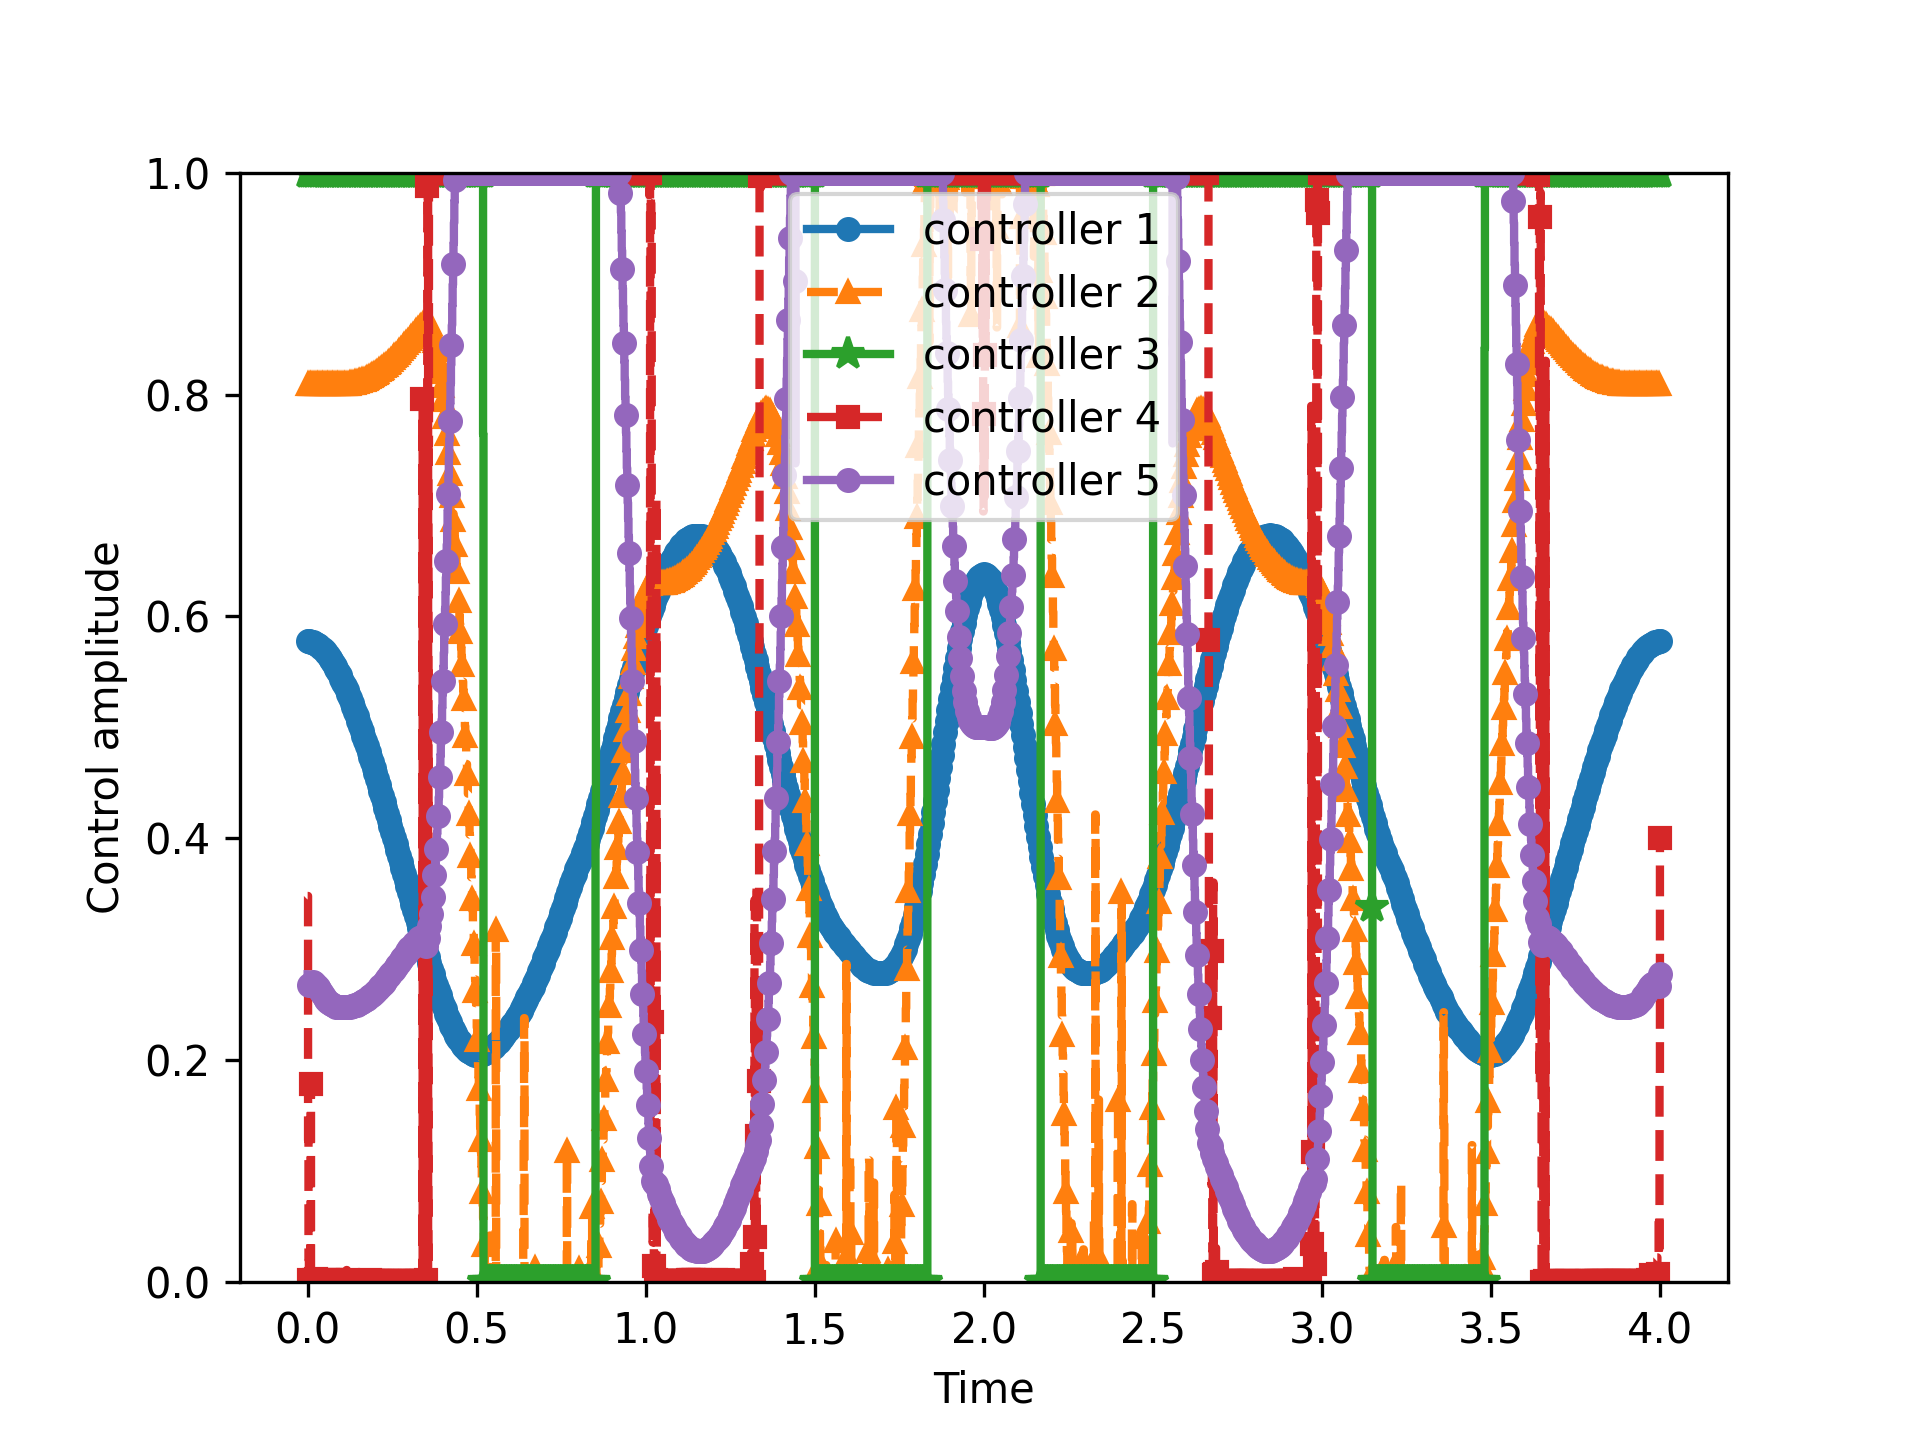 1.0
0.8
0.6
0.4
0.2
0.0
Control amplitude
controller 1
controller 2
controller 3
controller 4
controller 5
0.0 0.5 1.0 1.5 2.0 2.5 3.0 3.5 4.0
Time